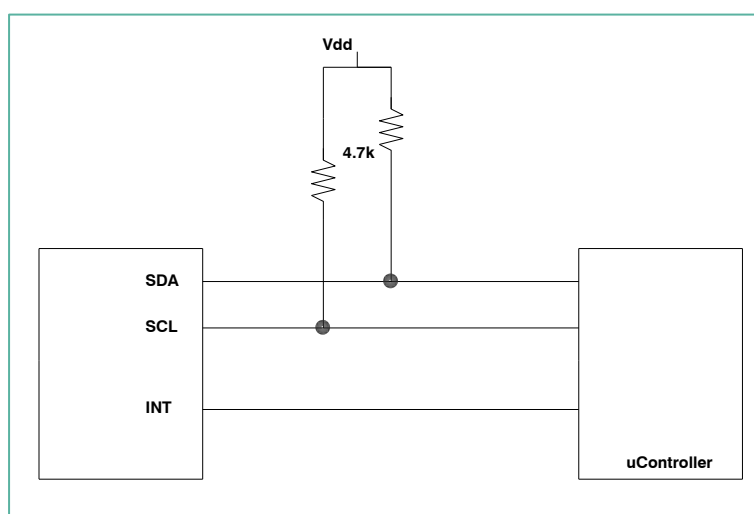 Vdd
4.7k
SDA
SCL
INT
uController